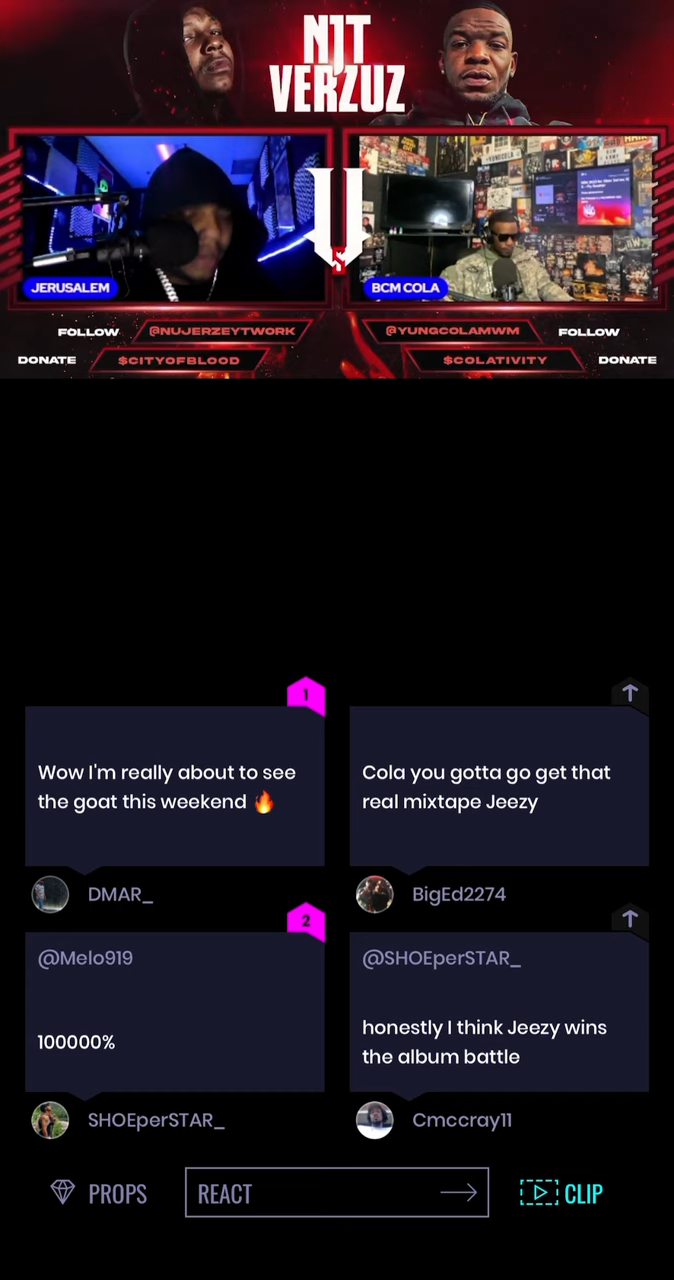 NJT
VERZUZ
JERUSALEM
V
S
BCM COLA
FOLLOW
@NUJERZEYTWORK
@YUNGCOLAMWM
FOLLOW
DONATE
$CITYOFBLOOD
$COLATIVITY
DONATE
1
Wow I'm really about to see
the goat this weekend 🔥
DMAR_
Cola you gotta go get that
real mixtape Jeezy
BigEd2274
2
@Melo919
100000%
SHOEperSTAR_
@SHOEperSTAR_
honestly I think Jeezy wins
the album battle
Cmccray11
PROPS
REACT
CLIP